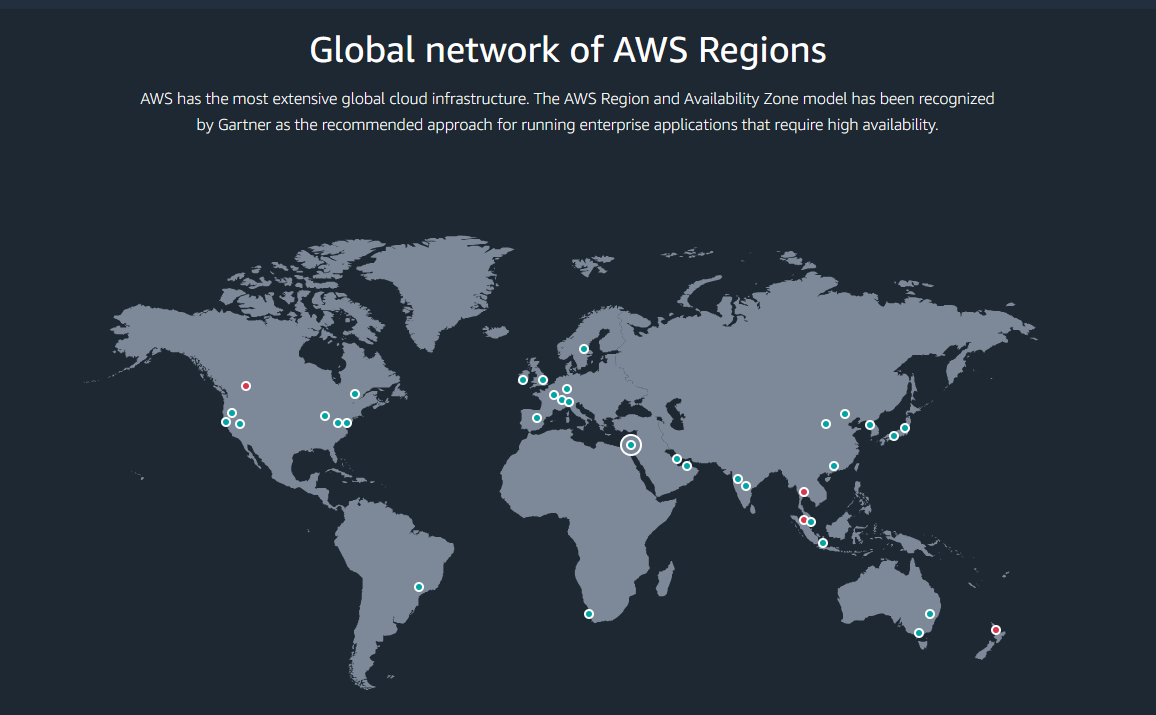 Global network of AWS Regions
AWS has the most extensive global cloud infrastructure. The AWS Region and Availability Zone model has been recognized
by Gartner as the recommended approach for running enterprise applications that require high availability.